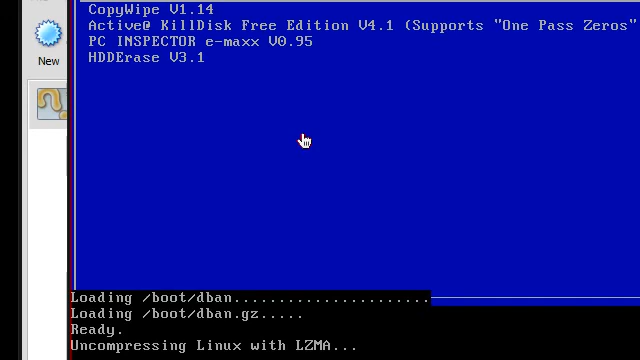 CopyWipe V1.14
Active@ KillDisk Free Edition V4.1 (Supports "One Pass Zeros"
PC INSPECTOR e-maxx V0.95
HDDErase V3.1
New
Loading /boot/dban......................
Loading /boot/dban.gz.....
Ready.
Uncompressing Linux with LZMA...